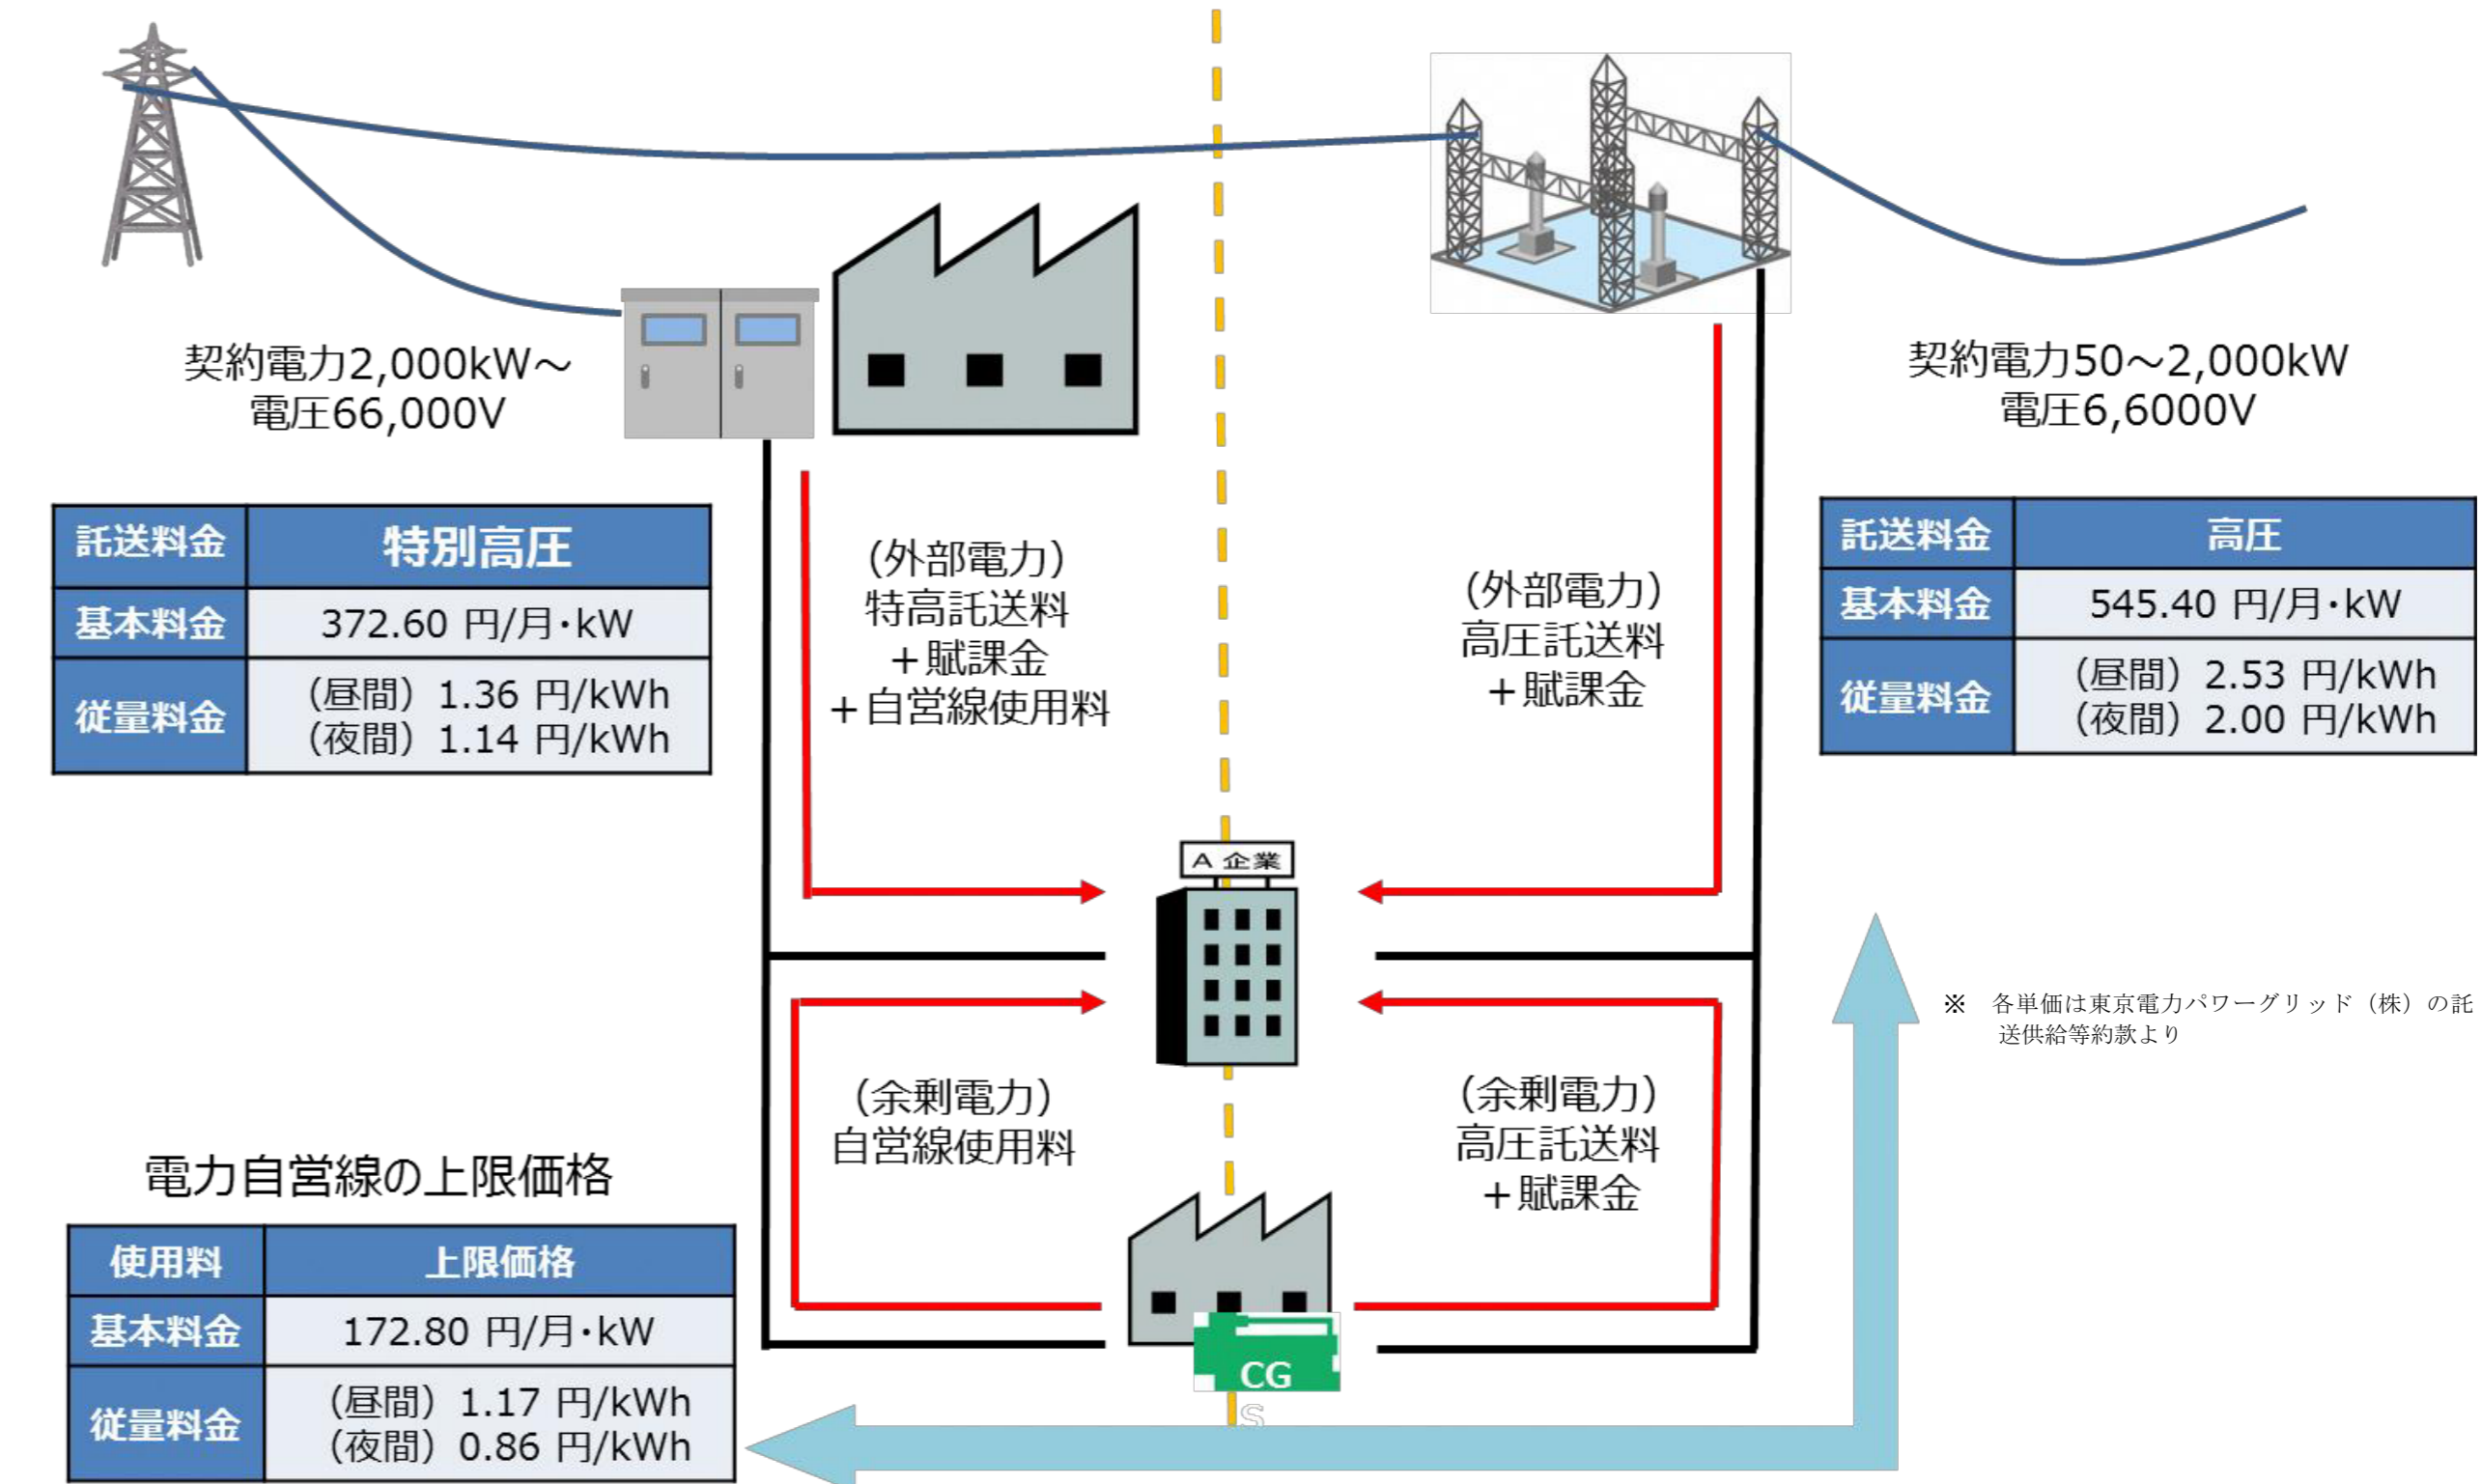 契約電力2,000kW～
電圧66,000V
契約電力50～2,000kW
電圧6,6000V
託送料金 特別高圧
基本料金 372.60 円/月・kW
従量料金 （昼間）1.36 円/kWh
（夜間）1.14 円/kWh
（外部電力）
特高託送料
＋賦課金
＋自営線使用料
（外部電力）
高圧託送料
＋賦課金
託送料金 高圧
基本料金 545.40 円/月・kW
従量料金 （昼間）2.53 円/kWh
（夜間）2.00 円/kWh
A 企業
※ 各単価は東京電力パワーグリッド（株）の託
送供給等約款より
（余剰電力）
自営線使用料
（余剰電力）
高圧託送料
＋賦課金
電力自営線の上限価格
使用料 上限価格
基本料金 172.80 円/月・kW
従量料金 （昼間）1.17 円/kWh
（夜間）0.86 円/kWh
CG
S